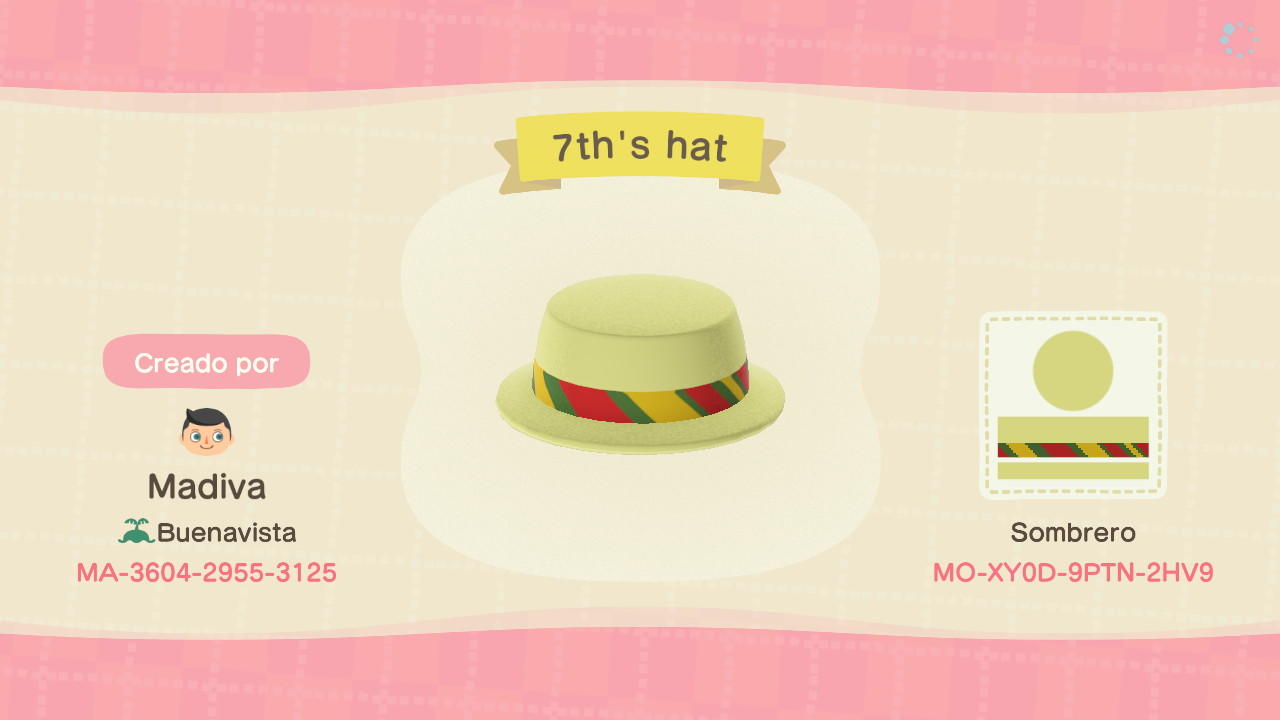 7th's hat
Creado por
Madiva
Buenavista
MA-3604-2955-3125
Sombrero
MO-XY0D-9PTN-2HV9